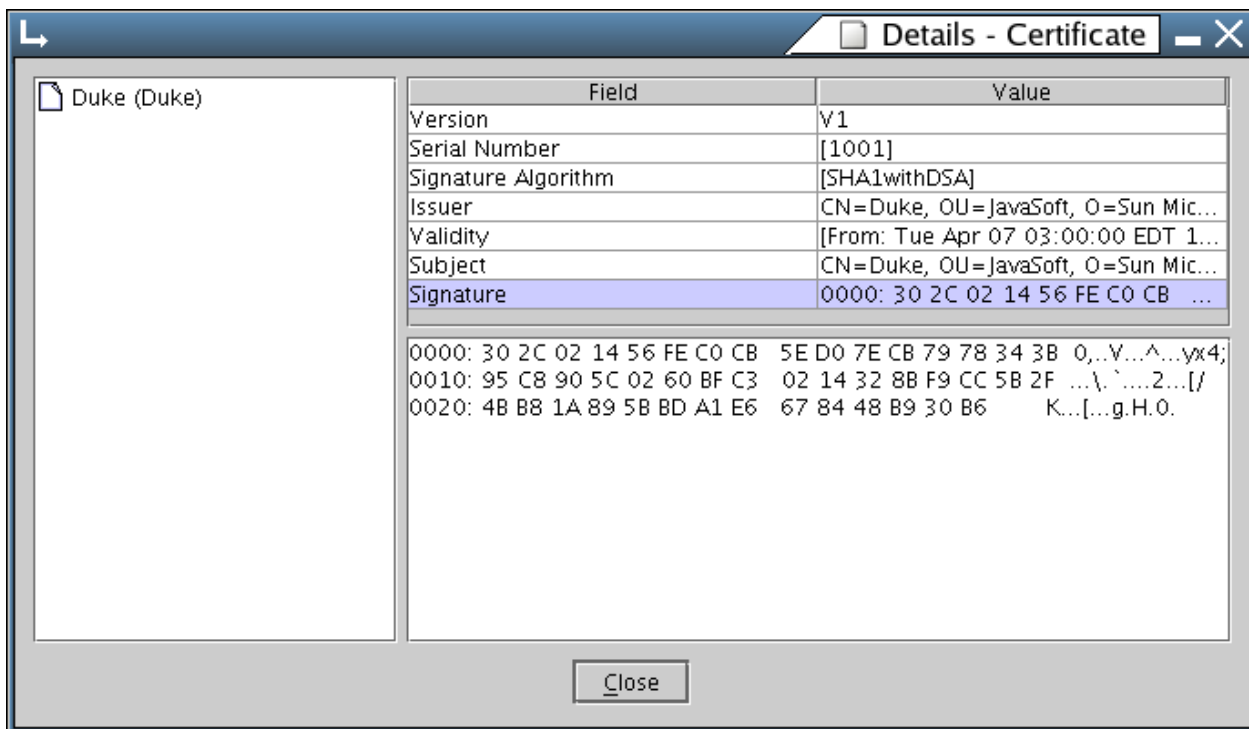 Details - Certificate
Duke (Duke)
Field Value
Version V1
Serial Number [1001]
Signature Algorithm [SHA1withDSA]
Issuer CN=Duke, OU=JavaSoft, O=Sun Mic...
Validity [From: Tue Apr 07 03:00:00 EDT 1...
Subject CN=Duke, OU=JavaSoft, O=Sun Mic...
Signature 0000: 30 2C 02 14 56 FE C0 CB ...
0000: 30 2C 02 14 56 FE C0 CB 5E D0 7E CB 79 78 34 3B 0,..V...^...yx4;
0010: 95 C8 90 5C 02 60 BF C3 02 14 32 8B F9 CC 5B 2F ...\.`....2...[/
0020: 4B B8 1A 89 5B BD A1 E6 67 84 48 B9 30 B6 K...[...g.H.0.
Close